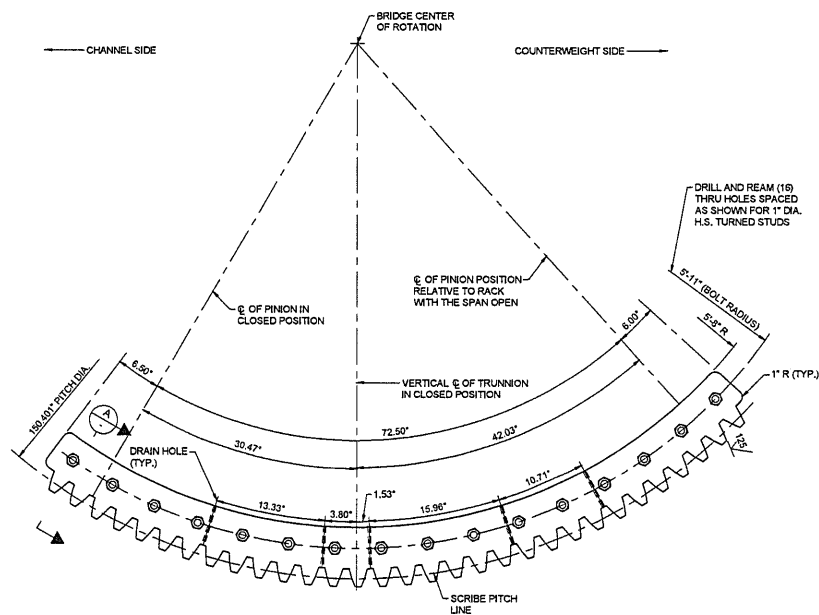 BRIDGE CENTER
OF ROTATION
CHANNEL SIDE
COUNTERWEIGHT SIDE
DRILL AND REAM (16)
THRU HOLES SPACED
AS SHOWN FOR 1" DIA.
H.S. TURNED STUDS
℄ OF PINION POSITION
RELATIVE TO RACK
WITH THE SPAN OPEN
5'-11" (BOLT RADIUS)
5'-8" R
℄ OF PINION IN
CLOSED POSITION
6.00°
6.50°
1" R (TYP.)
VERTICAL ℄ OF TRUNNION
IN CLOSED POSITION
150.401" PITCH DIA.
A
72.50°
30.47°
42.03°
125
DRAIN HOLE
(TYP.)
10.71°
13.33°
3.80°
1.53°
15.96°
SCRIBE PITCH
LINE